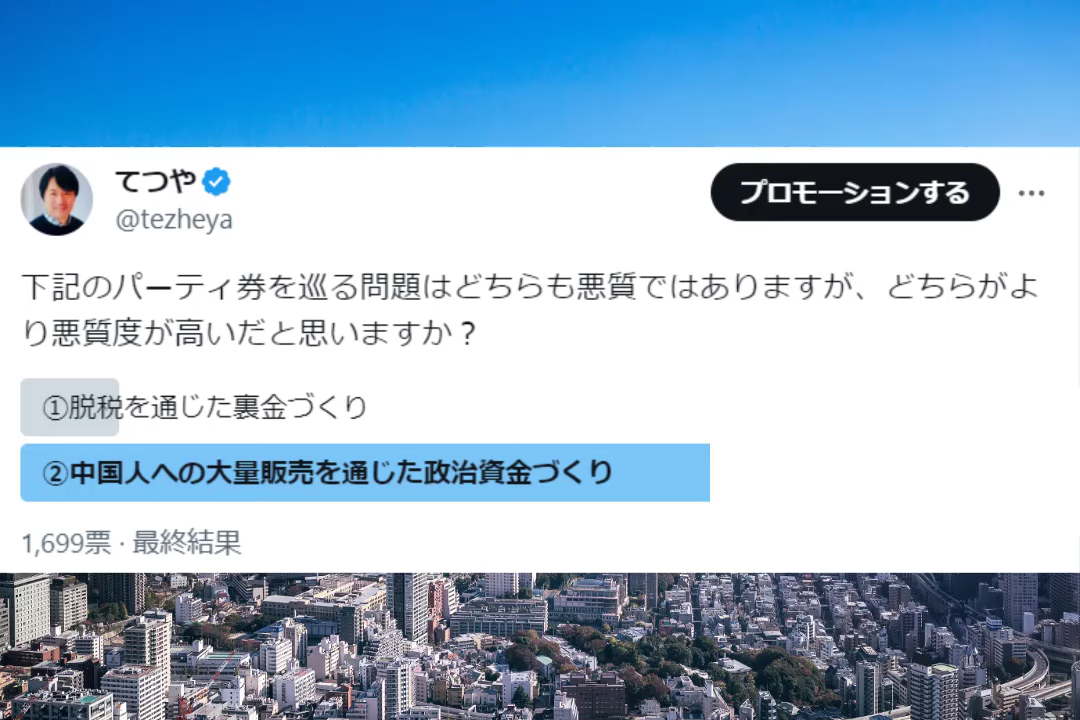 てつや
@tezheya
プロモーションする
下記のパーティ券を巡る問題はどちらも悪質ではありますが、どちらがよ
り悪質度が高いだと思いますか？
①脱税を通じた裏金づくり
②中国人への大量販売を通じた政治資金づくり
1,699票 · 最終結果